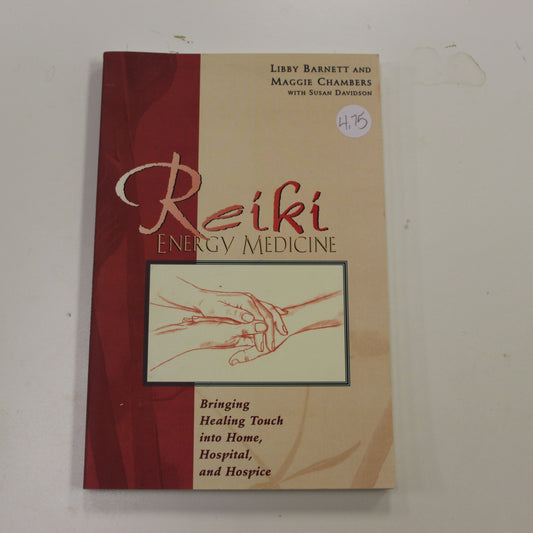 LIBBY BARNETT AND
MAGGIE CHAMBERS
WITH SUSAN DAVIDSON
4.75
Reiki
ENERGY MEDICINE
Bringing
Healing Touch
into Home,
Hospital,
and Hospice